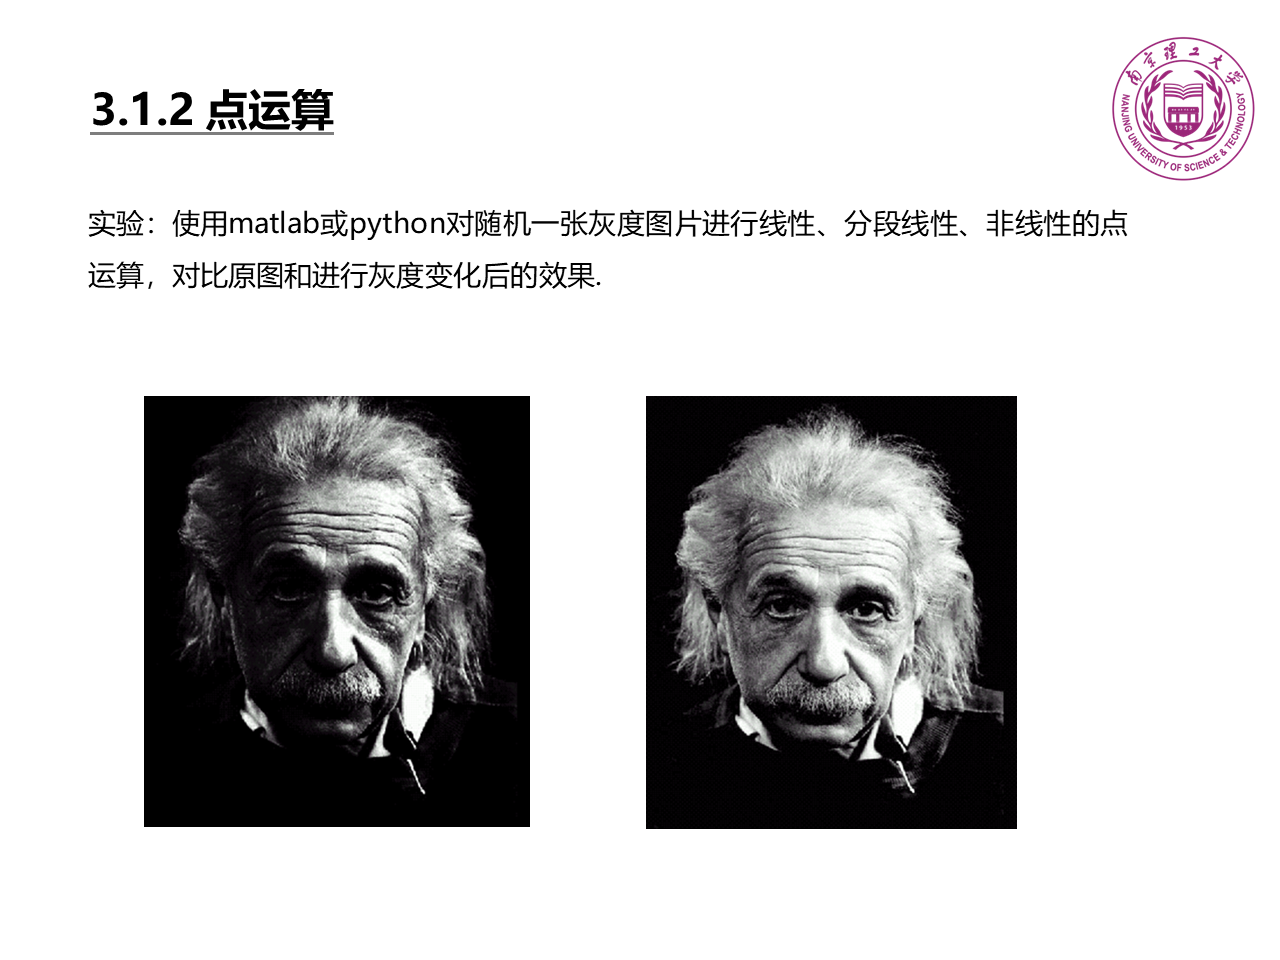 3.1.2 点运算
南京理工大学
NANJING UNIVERSITY OF SCIENCE & TECHNOLOGY
1953
实验：使用matlab或python对随机一张灰度图片进行线性、分段线性、非线性的点
运算，对比原图和进行灰度变化后的效果.